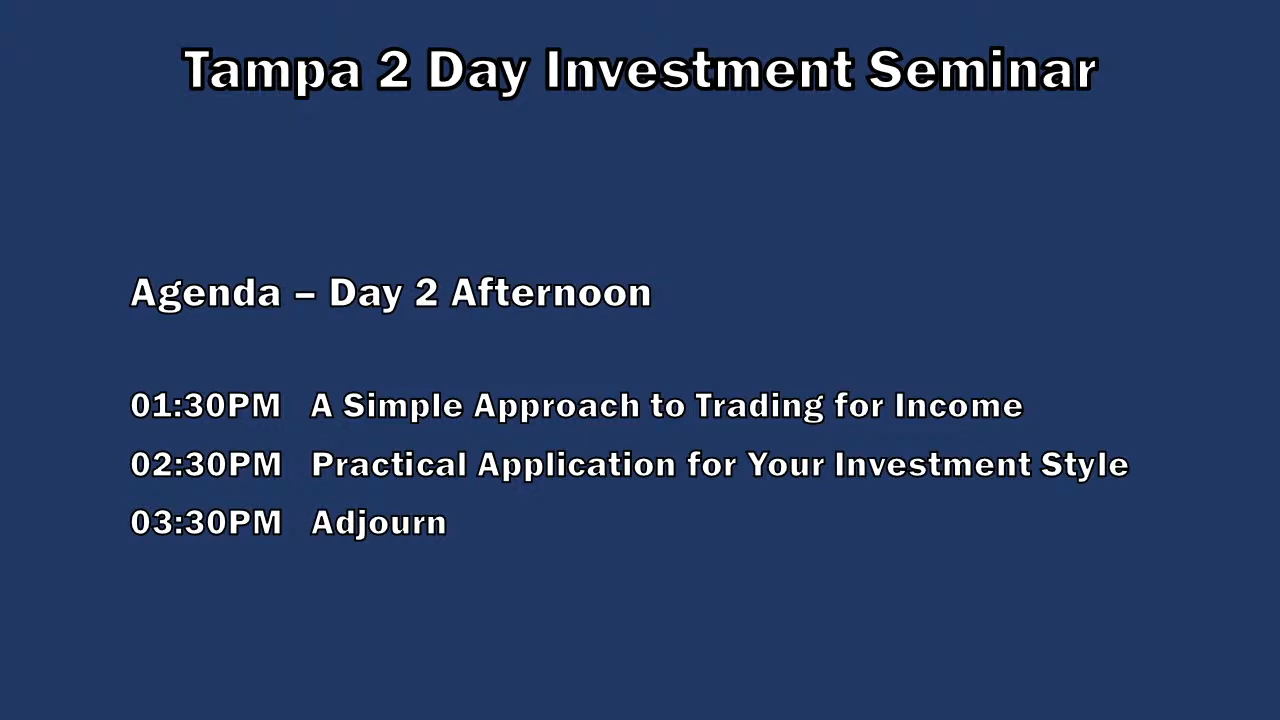 Tampa 2 Day Investment Seminar
Agenda – Day 2 Afternoon
01:30PM A Simple Approach to Trading for Income
02:30PM Practical Application for Your Investment Style
03:30PM Adjourn